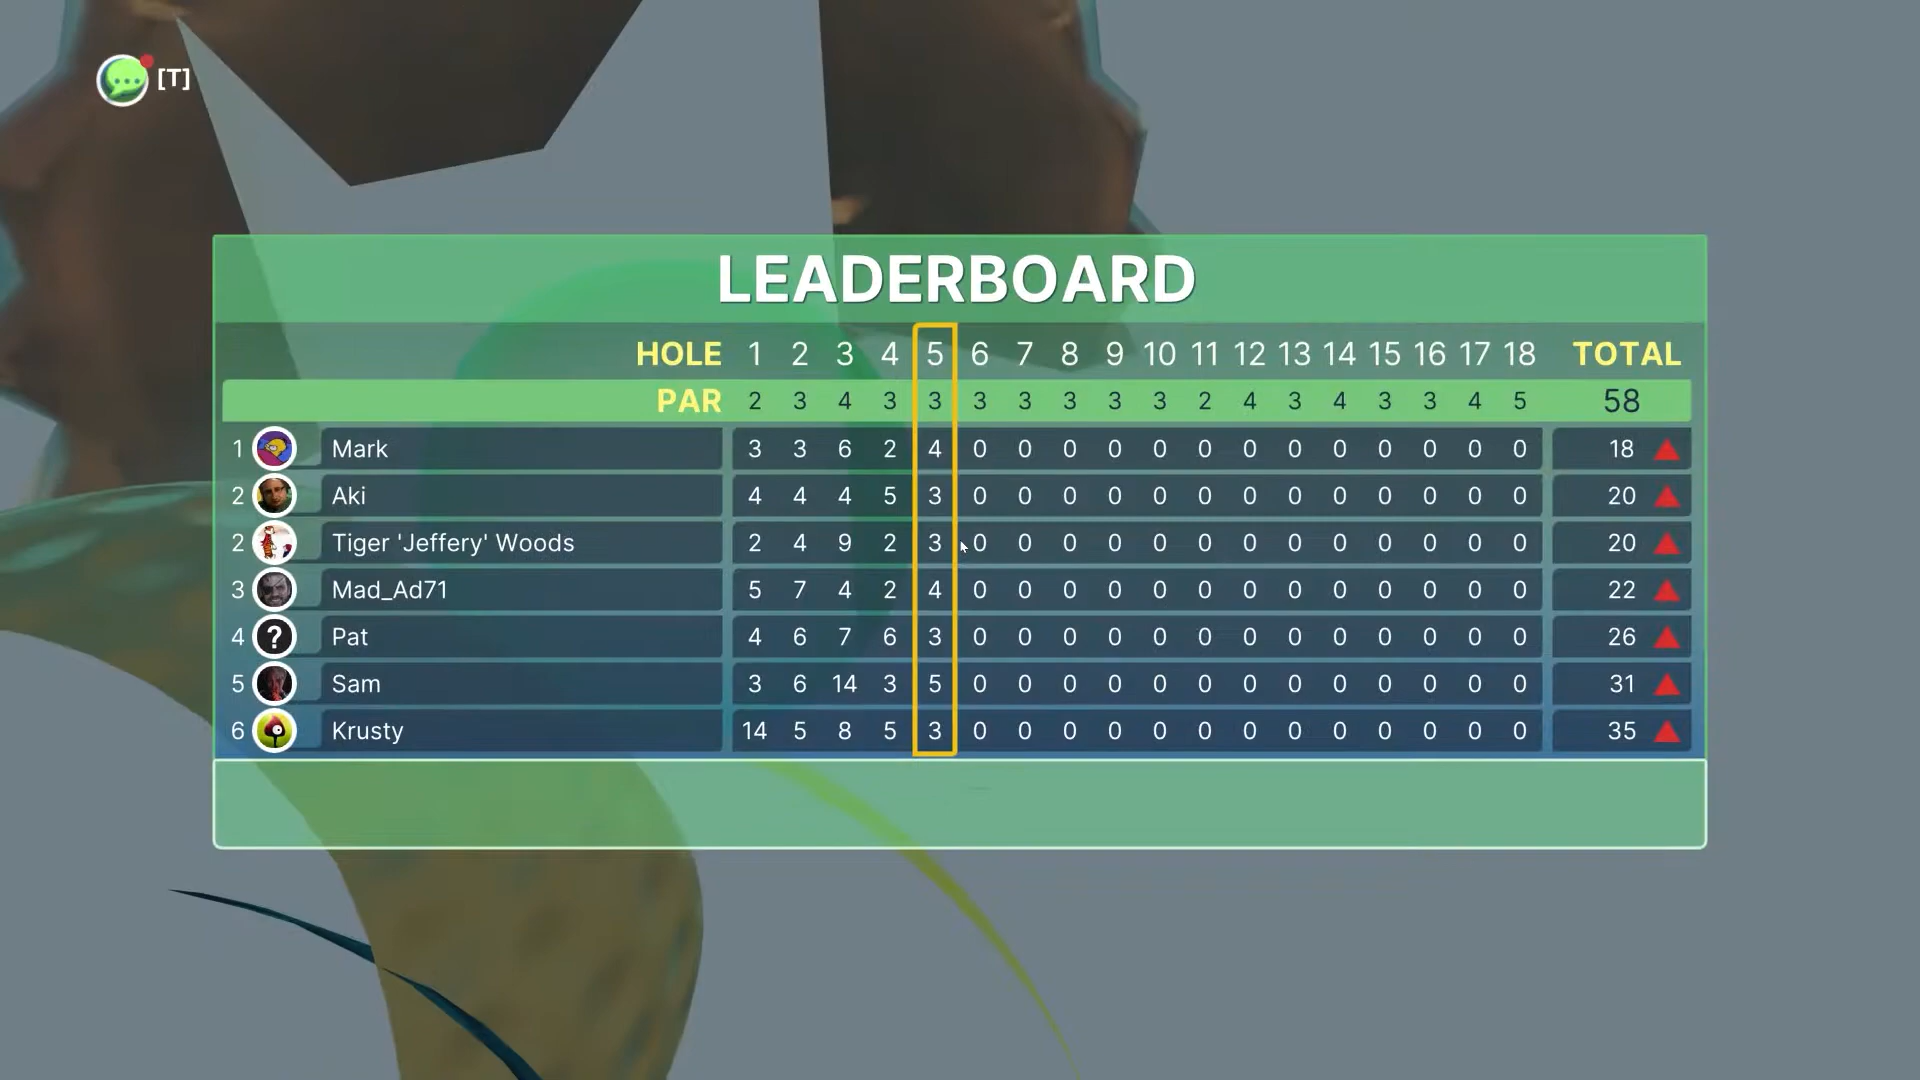 [T]
LEADERBOARD
HOLE 1 2 3 4 5 6 7 8 9 10 11 12 13 14 15 16 17 18 TOTAL
PAR 2 3 4 3 3 3 3 3 3 3 2 4 3 4 3 3 4 5 58
1 Mark 3 3 6 2 4 0 0 0 0 0 0 0 0 0 0 0 0 0 18
2 Aki 4 4 4 5 3 0 0 0 0 0 0 0 0 0 0 0 0 0 20
2 Tiger 'Jeffery' Woods 2 4 9 2 3 0 0 0 0 0 0 0 0 0 0 0 0 0 20
3 Mad_Ad71 5 7 4 2 4 0 0 0 0 0 0 0 0 0 0 0 0 0 22
4 ? Pat 4 6 7 6 3 0 0 0 0 0 0 0 0 0 0 0 0 0 26
5 Sam 3 6 14 3 5 0 0 0 0 0 0 0 0 0 0 0 0 0 31
6 Krusty 14 5 8 5 3 0 0 0 0 0 0 0 0 0 0 0 0 0 35